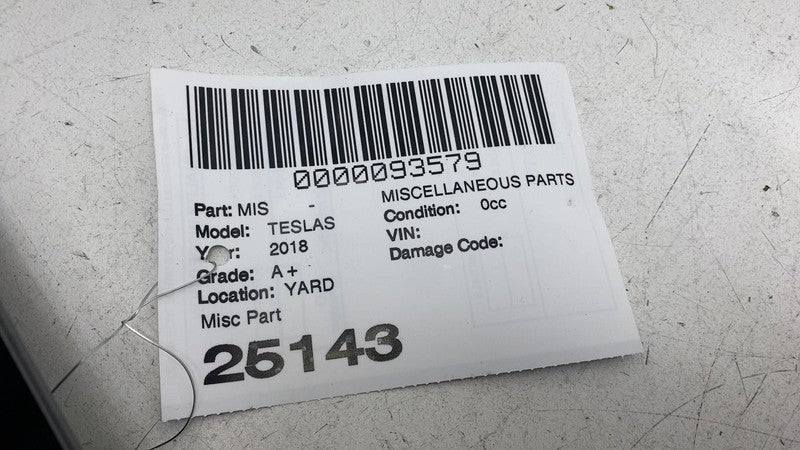 0000093579
Part: MIS - MISCELLANEOUS PARTS
Model: TESLAS Condition: 0cc
Year: 2018 VIN:
Grade: A+ Damage Code:
Location: YARD
Misc Part
25143